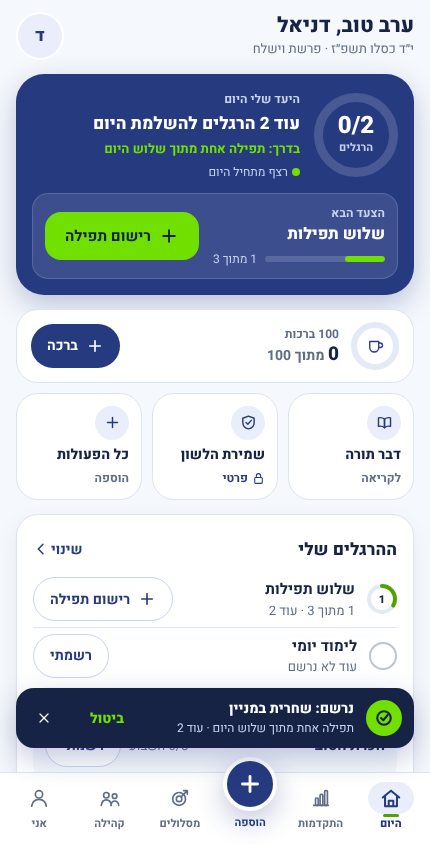 ערב טוב, דניאל
ד
י״ד כסלו תשפ״ז · פרשת וישלח
היעד שלי היום
0/2
הרגלים
עוד 2 הרגלים להשלמת היום
בדרך: תפילה אחת מתוך שלוש היום
רצף מתחיל היום
הצעד הבא
שלוש תפילות
1 מתוך 3
רישום תפילה
100 ברכות
0 מתוך 100
ברכה
דבר תורה
לקריאה
שמירת הלשון
פרטי
כל הפעולות
הוספה
ההרגלים שלי
שינוי
שלוש תפילות
1
1 מתוך 3 · עוד 2
רישום תפילה
לימוד יומי
עוד לא נרשם
רשמתי
נרשם: שחרית במניין
תפילה אחת מתוך שלוש היום · עוד 2
ביטול
היום
התקדמות
הוספה
מסלולים
קהילה
אני